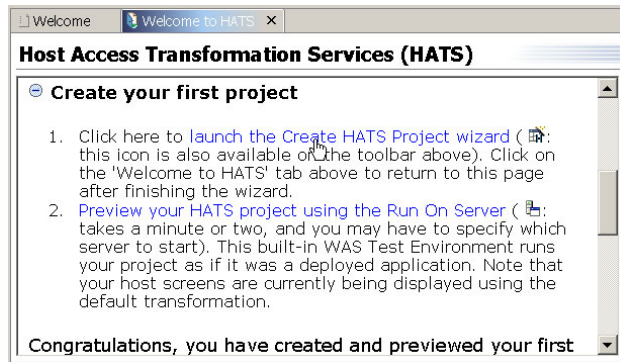 Welcome Welcome to HATS
Host Access Transformation Services (HATS)
Create your first project
1. Click here to launch the Create HATS Project wizard ( :
this icon is also available on the toolbar above). Click on
the 'Welcome to HATS' tab above to return to this page
after finishing the wizard.
2. Preview your HATS project using the Run On Server ( :
takes a minute or two, and you may have to specify which
server to start). This built-in WAS Test Environment runs
your project as if it was a deployed application. Note that
your host screens are currently being displayed using the
default transformation.
Congratulations, you have created and previewed your first